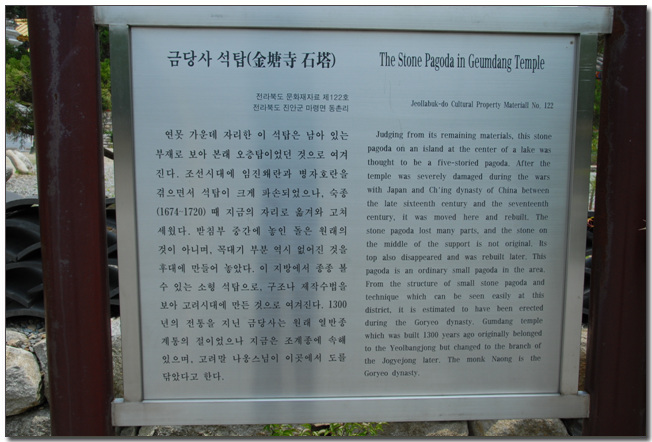 금당사 석탑(金塘寺 石塔)
전라북도 문화재자료 제122호
전라북도 진안군 마령면 동촌리
연못 가운데 자리한 이 석탑은 남아 있는
부재로 보아 본래 오층탑이었던 것으로 여겨
진다. 조선시대에 임진왜란과 병자호란을
겪으면서 석탑이 크게 파손되었으나, 숙종
(1674~1720) 때 지금의 자리로 옮겨와 고쳐
세웠다. 받침부 중간에 놓인 돌은 원래의
것이 아니며, 꼭대기 부분 역시 없어진 것을
후대에 만들어 놓았다. 이 지방에서 종종 볼
수 있는 소형 석탑으로, 구조나 제작수법을
보아 고려시대에 만든 것으로 여겨진다. 1300
년의 전통을 지닌 금당사는 원래 열반종
계통의 절이었으나 지금은 조계종에 속해
있으며, 고려말 나옹스님이 이곳에서 도를
닦았다고 한다.
The Stone Pagoda in Geumdang Temple
Jeollabuk-do Cultural Property Materiall No. 122
Judging from its remaining materials, this stone
pagoda on an island at the center of a lake was
thought to be a five-storied pagoda. After the
temple was severely damaged during the wars
with Japan and Ch'ing dynasty of China between
the late sixteenth century and the seventeenth
century, it was moved here and rebuilt. The
stone pagoda lost many parts, and the stone on
the middle of the support is not original. Its
top also disappeared and was rebuilt later. This
pagoda is an ordinary small pagoda in the area.
From the structure of small stone pagoda and
technique which can be seen easily at this
district, it is estimated to have been erected
during the Goryeo dynasty. Gumdang temple
which was built 1300 years ago originally belonged
to the Yeolbangjong but changed to the branch of
the Jogyejong later. The monk Naong is the
Goryeo dynasty.